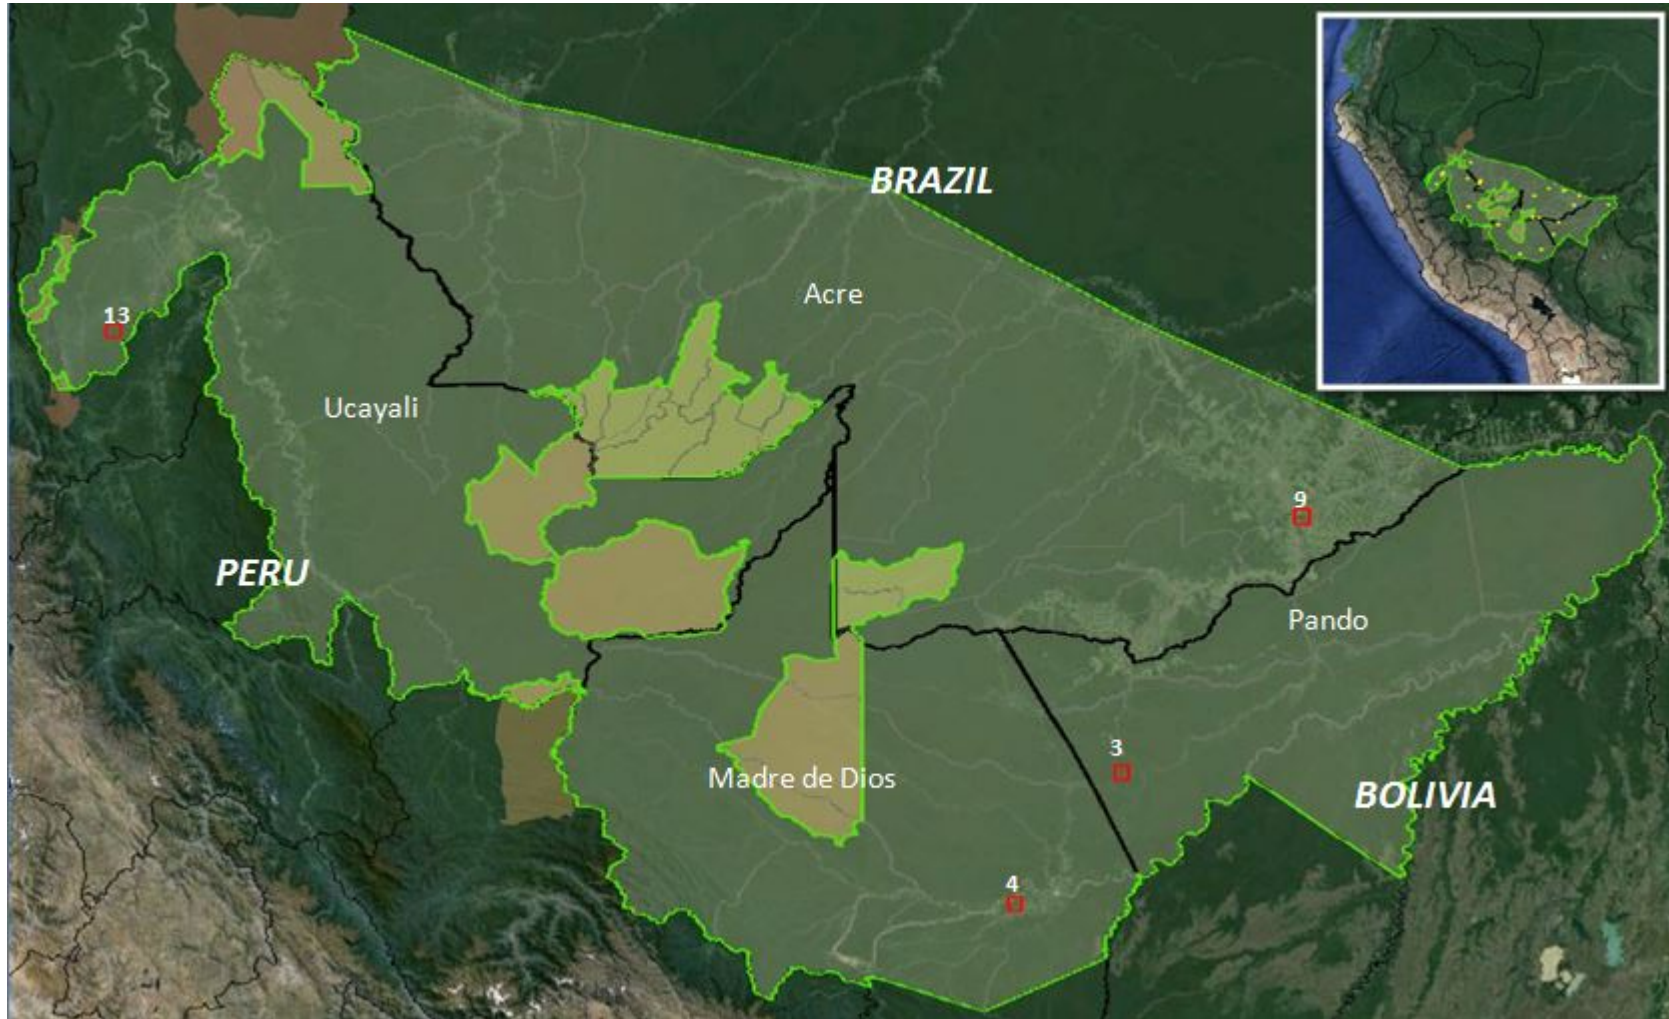 BRAZIL
Acre
13
Ucayali
9
PERU
Pando
3
Madre de Dios
BOLIVIA
4